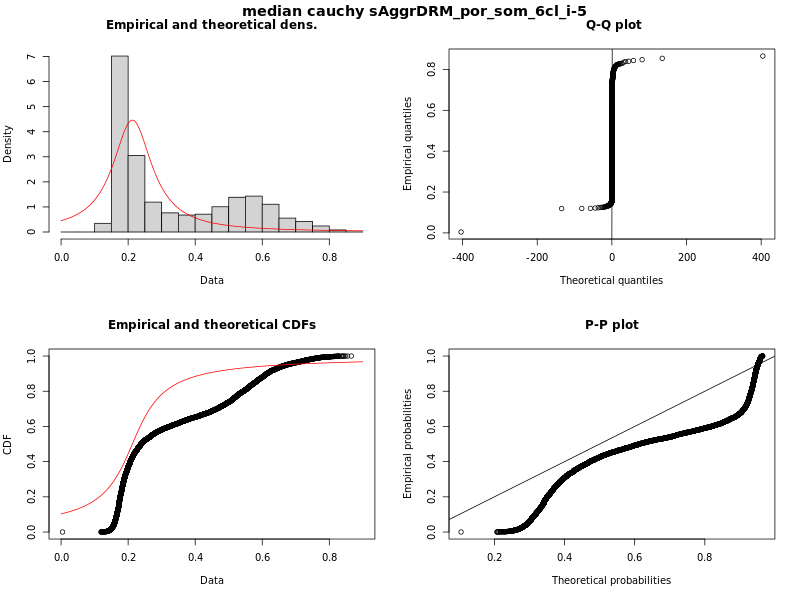 median cauchy sAggrDRM_por_som_6cl_i-5
Empirical and theoretical dens.
Density
0 1 2 3 4 5 6 7
0.0 0.2 0.4 0.6 0.8
Data
Q-Q plot
Empirical quantiles
0.0 0.2 0.4 0.6 0.8
-400 -200 0 200 400
Theoretical quantiles
Empirical and theoretical CDFs
CDF
0.0 0.2 0.4 0.6 0.8 1.0
0.0 0.2 0.4 0.6 0.8
Data
P-P plot
Empirical probabilities
0.0 0.2 0.4 0.6 0.8 1.0
0.2 0.4 0.6 0.8
Theoretical probabilities